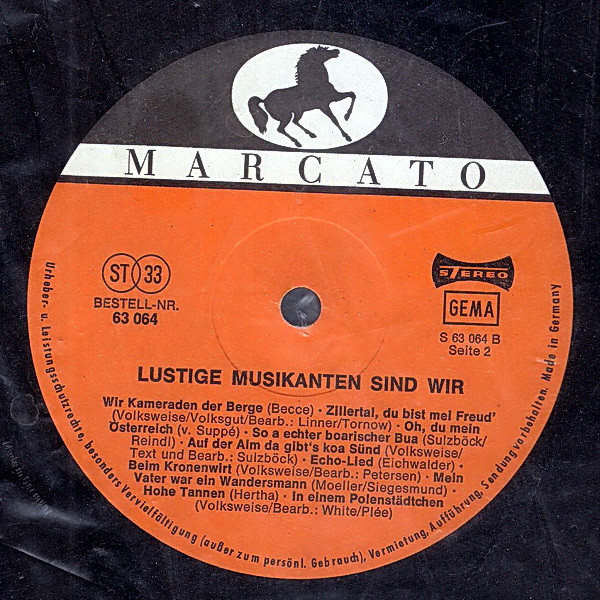 MARCATO
ST 33
BESTELL-NR.
63 064
STEREO
GEMA
S 63 064 B
Seite 2
LUSTIGE MUSIKANTEN SIND WIR
Wir Kameraden der Berge (Becce) · Zillertal, du bist mei Freud'
(Volksweise/Volksgut/Bearb.: Linner/Tornow) · Oh, du mein
Österreich (v. Suppé) · So a echter boarischer Bua (Sulzböck/
Reindl) · Auf der Alm da gibt's koa Sünd (Volksweise/
Text und Bearb.: Sulzböck) · Echo-Lied (Eichwalder) ·
Beim Kronenwirt (Volksweise/Bearb.: Petersen) · Mein
Vater war ein Wandersmann (Moeller/Siegesmund) ·
Hohe Tannen (Hertha) · In einem Polenstädtchen
(Volksweise/Bearb.: White/Plée)
Urheber- u. Leistungsschutzrechte, besonders Vervielfältigung (außer zum persönl. Gebrauch), Vermietung, Aufführung, Sendung vorbehalten. Made in Germany